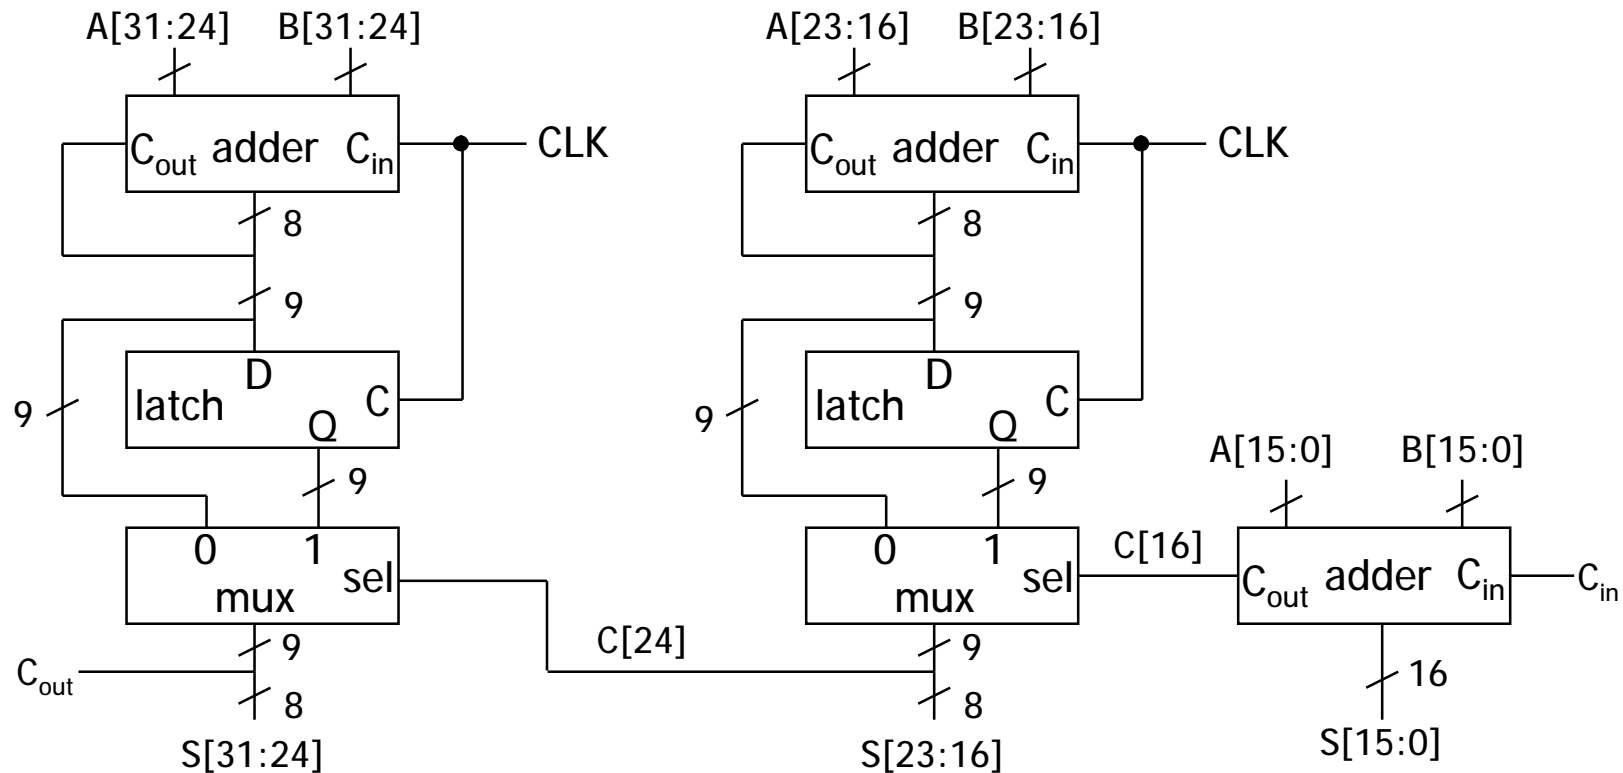 A[31:24] B[31:24] A[23:16] B[23:16]
C_out adder C_in CLK C_out adder C_in CLK
8 8
9 9
D D
latch C latch C
9 Q 9 Q
9 9
A[15:0] B[15:0]
0 1 sel 0 1 sel C[16] C_out adder C_in C_in
mux mux
9 C[24] 9
C_out 16
8 8
S[31:24] S[23:16] S[15:0]